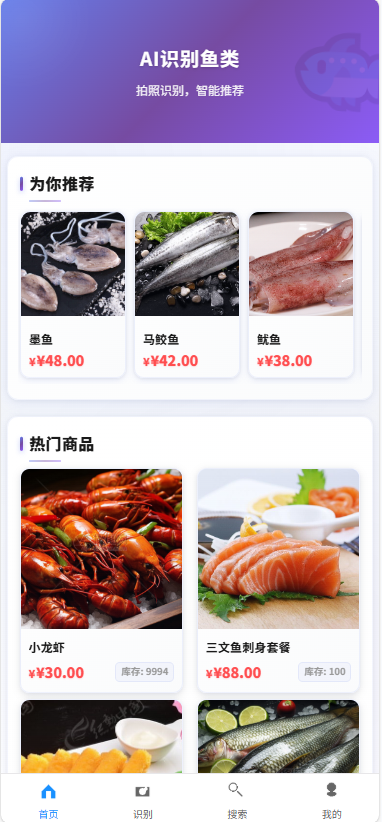 AI识别鱼类
拍照识别，智能推荐
为你推荐
墨鱼
马鲛鱼
鱿鱼
¥¥48.00
¥¥42.00
¥¥38.00
热门商品
小龙虾
三文鱼刺身套餐
¥¥30.00
库存: 9994
¥¥88.00
库存: 100
首页
识别
搜索
我的